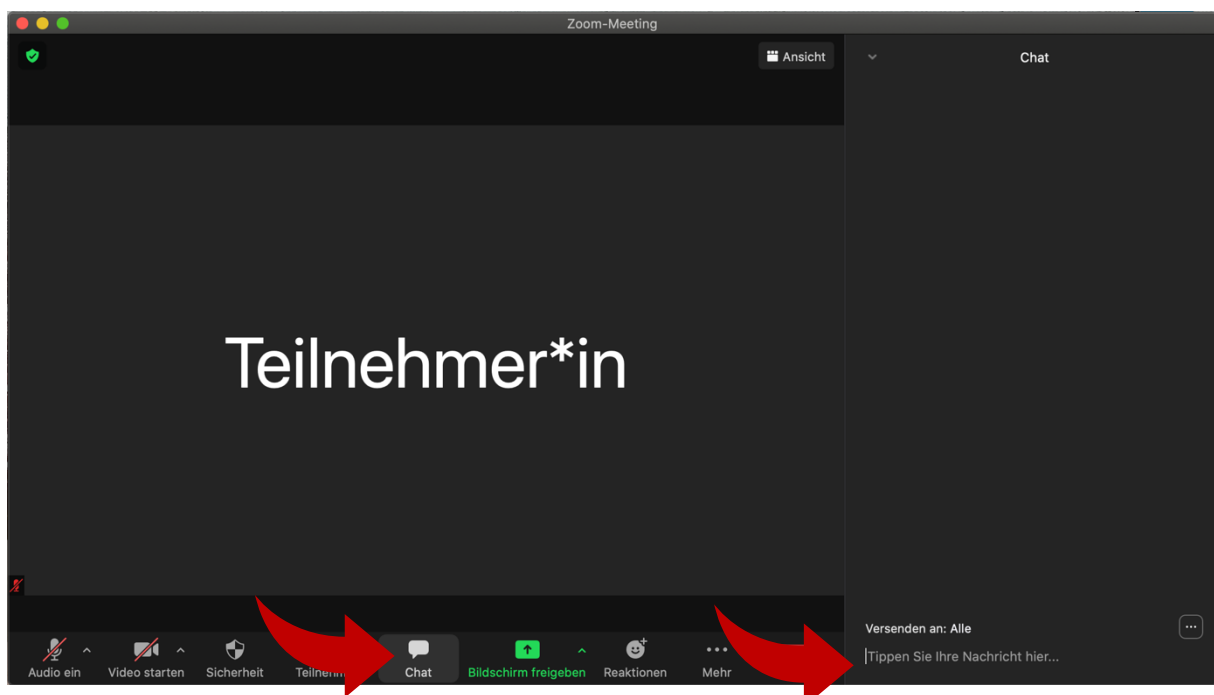 Zoom-Meeting
Ansicht
Chat
Teilnehmer*in
Versenden an: Alle
Tippen Sie Ihre Nachricht hier...
Audio ein
Video starten
Sicherheit
Chat
Bildschirm freigeben
Reaktionen
Mehr